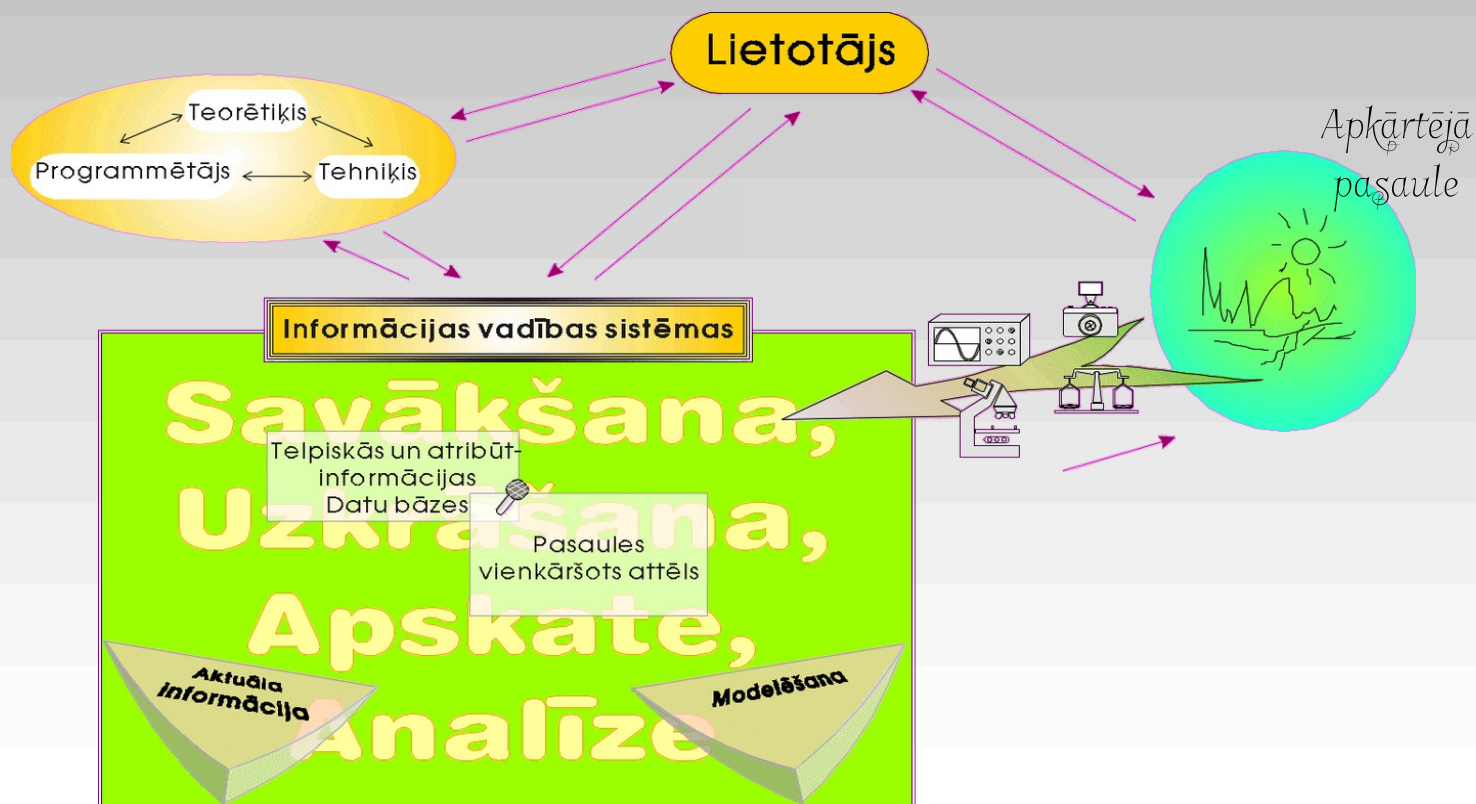 Lietotājs
Teorētiķis
Programmētājs
Tehniķis
Apkārtējā
pasaule
Informācijas vadības sistēmas
Savākšana,
Telpiskās un atribūt-
informācijas
Datu bāzes
Uzkrāšana,
Pasaules
vienkāršots attēls
Apskate,
Aktuāla
informācija
Modelēšana
Analīze